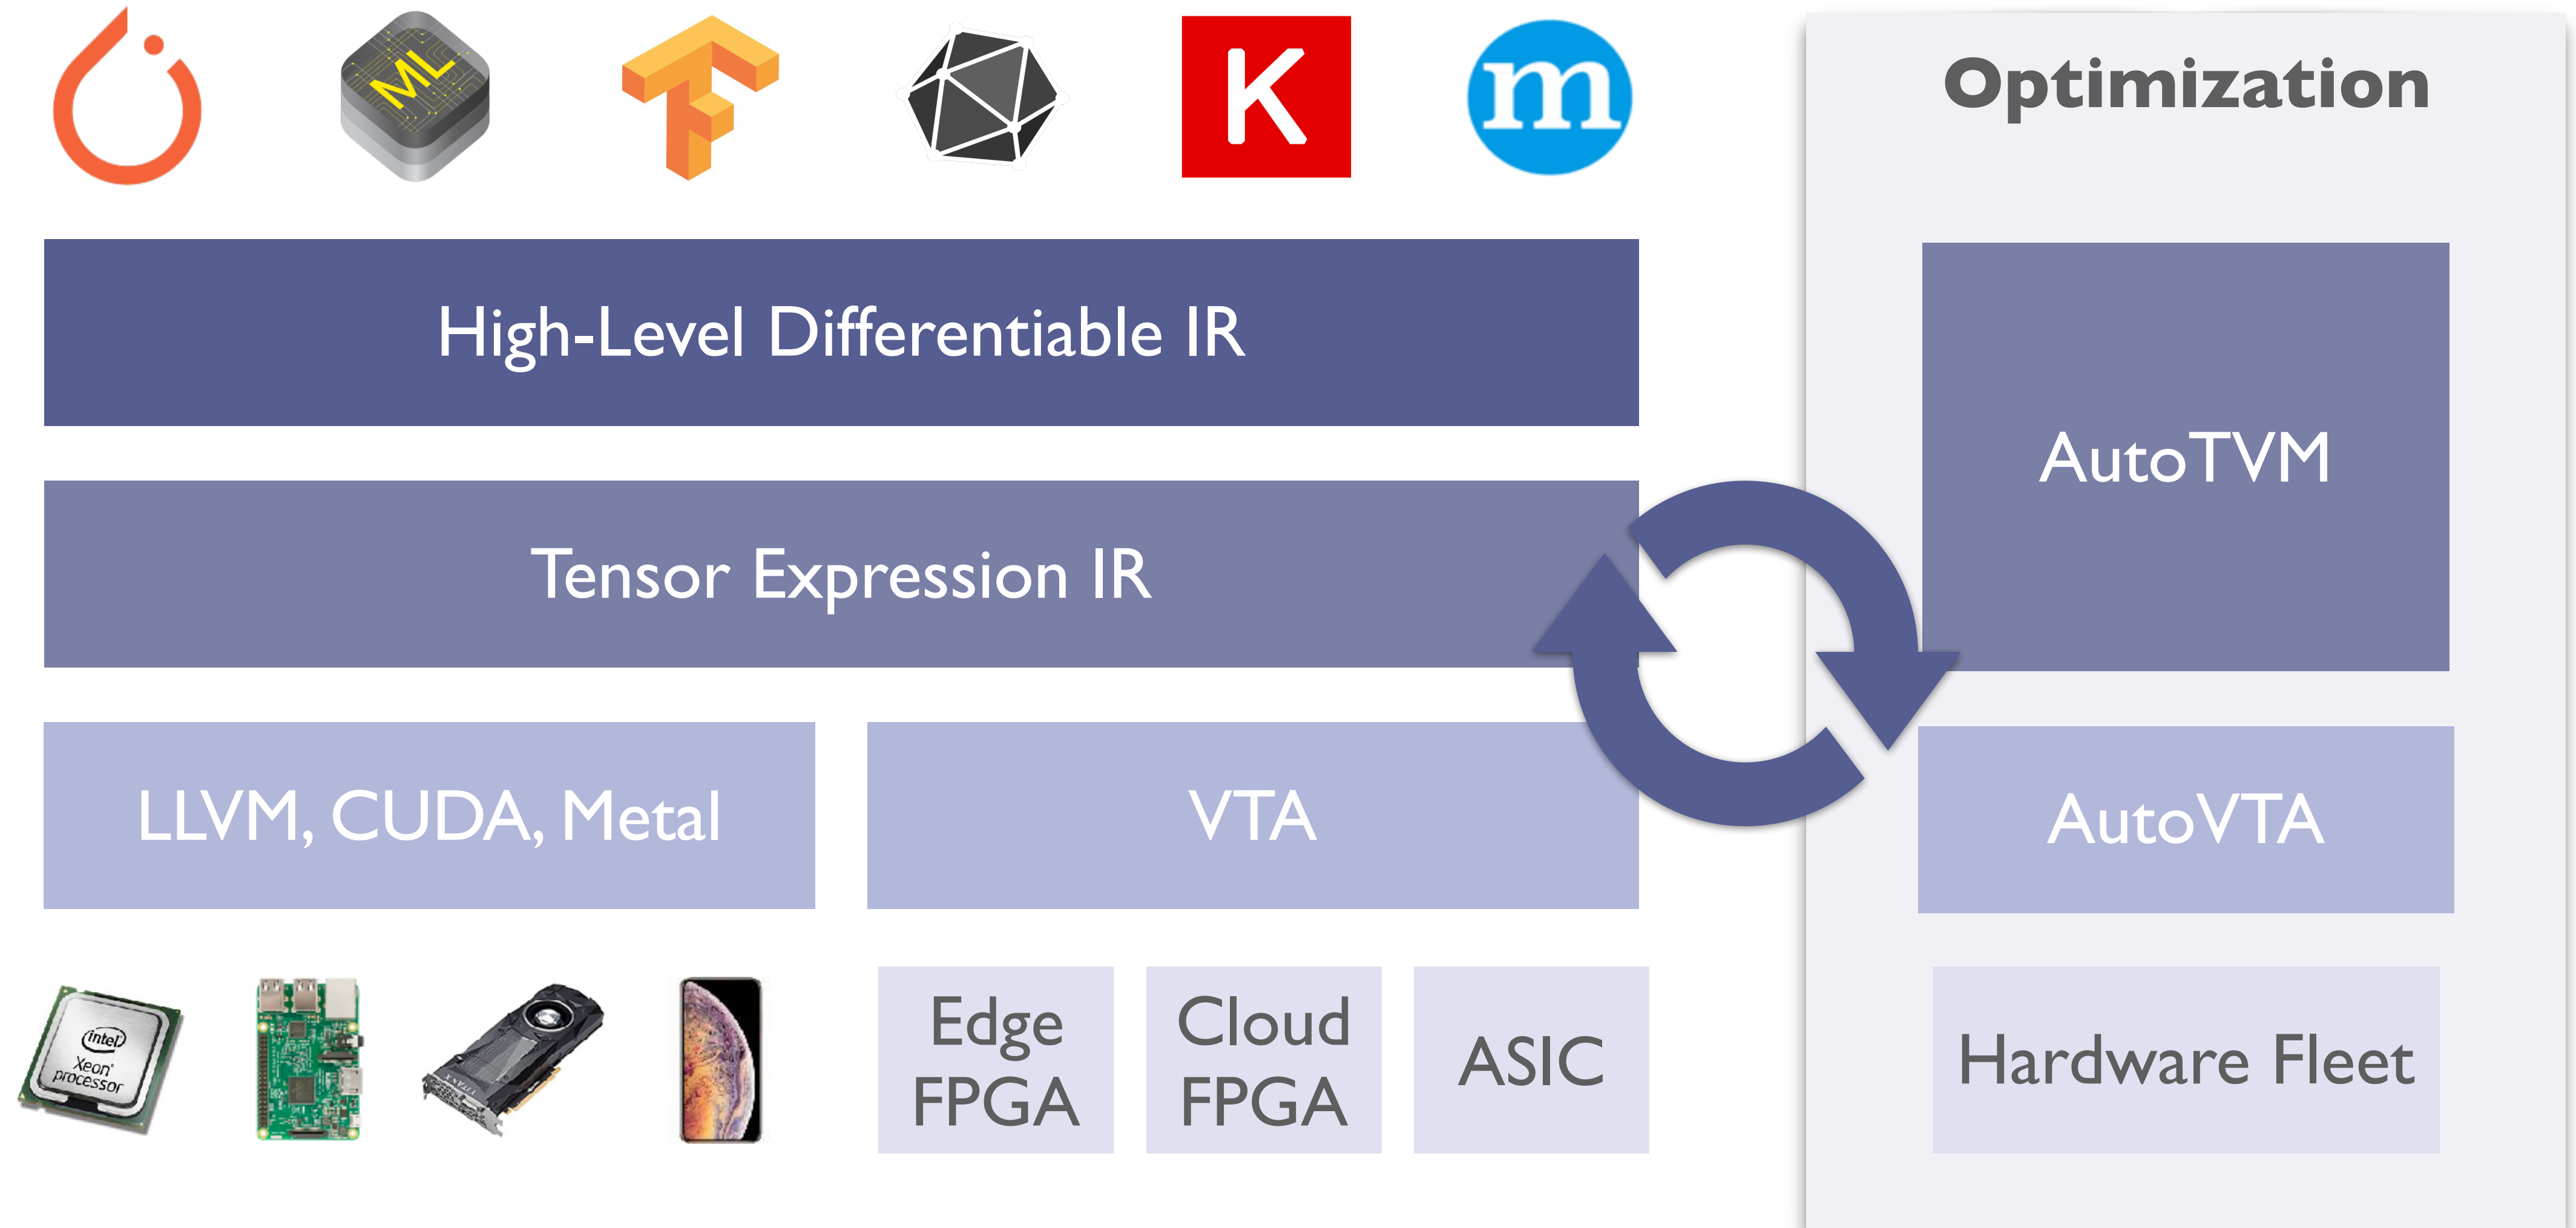 ML
K
m
Optimization
High-Level Differentiable IR
AutoTVM
Tensor Expression IR
LLVM, CUDA, Metal
VTA
AutoVTA
intel
Xeon®
processor
TITAN X
Edge
FPGA
Cloud
FPGA
ASIC
Hardware Fleet